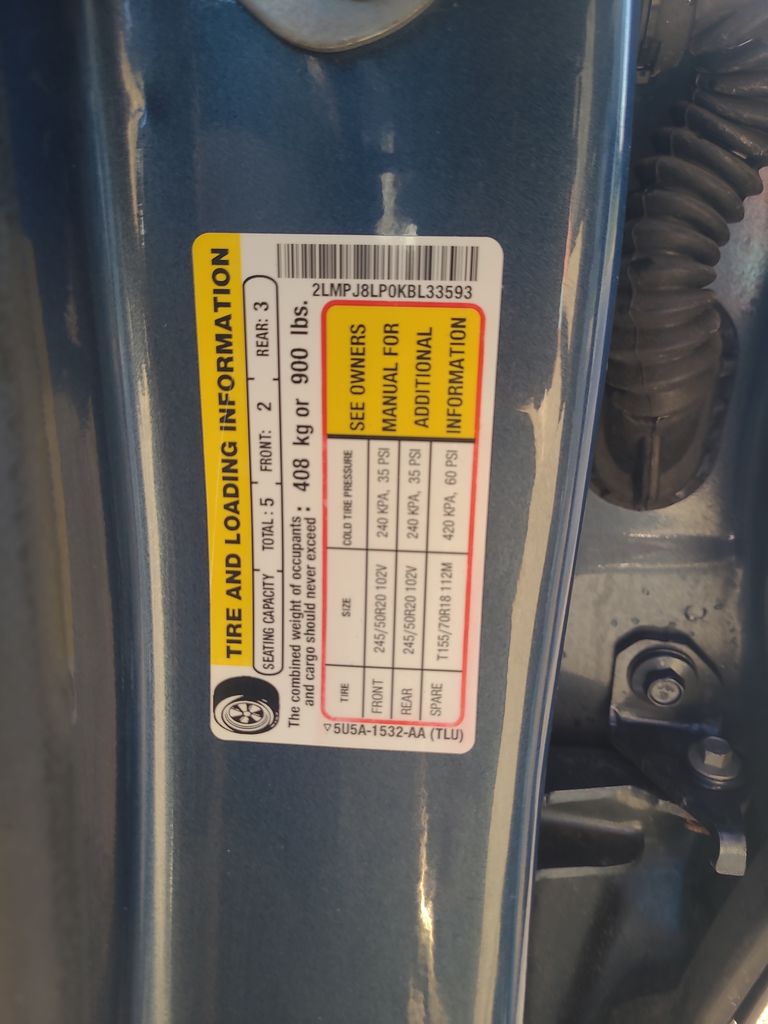 TIRE AND LOADING INFORMATION
SEATING CAPACITY TOTAL : 5 FRONT: 2 REAR: 3
The combined weight of occupants
and cargo should never exceed : 408 kg or 900 lbs.
TIRE SIZE COLD TIRE PRESSURE
FRONT 245/50R20 102V 240 KPA, 35 PSI
REAR 245/50R20 102V 240 KPA, 35 PSI
SPARE T155/70R18 112M 420 KPA, 60 PSI
SEE OWNERS
MANUAL FOR
ADDITIONAL
INFORMATION
2LMPJ8LP0KBL33593
▽5U5A-1532-AA (TLU)